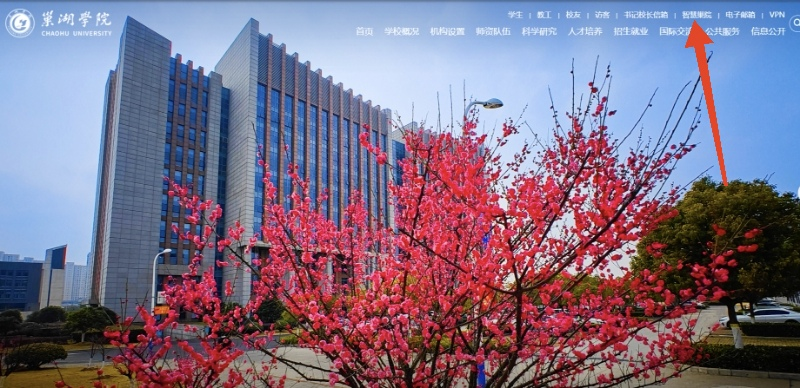 巢湖学院
CHAOHU UNIVERSITY
学生 | 教工 | 校友 | 访客 | 书记校长信箱 | 智慧巢院 | 电子邮箱 | VPN
首页 学校概况 机构设置 师资队伍 科学研究 人才培养 招生就业 国际交流 公共服务 信息公开